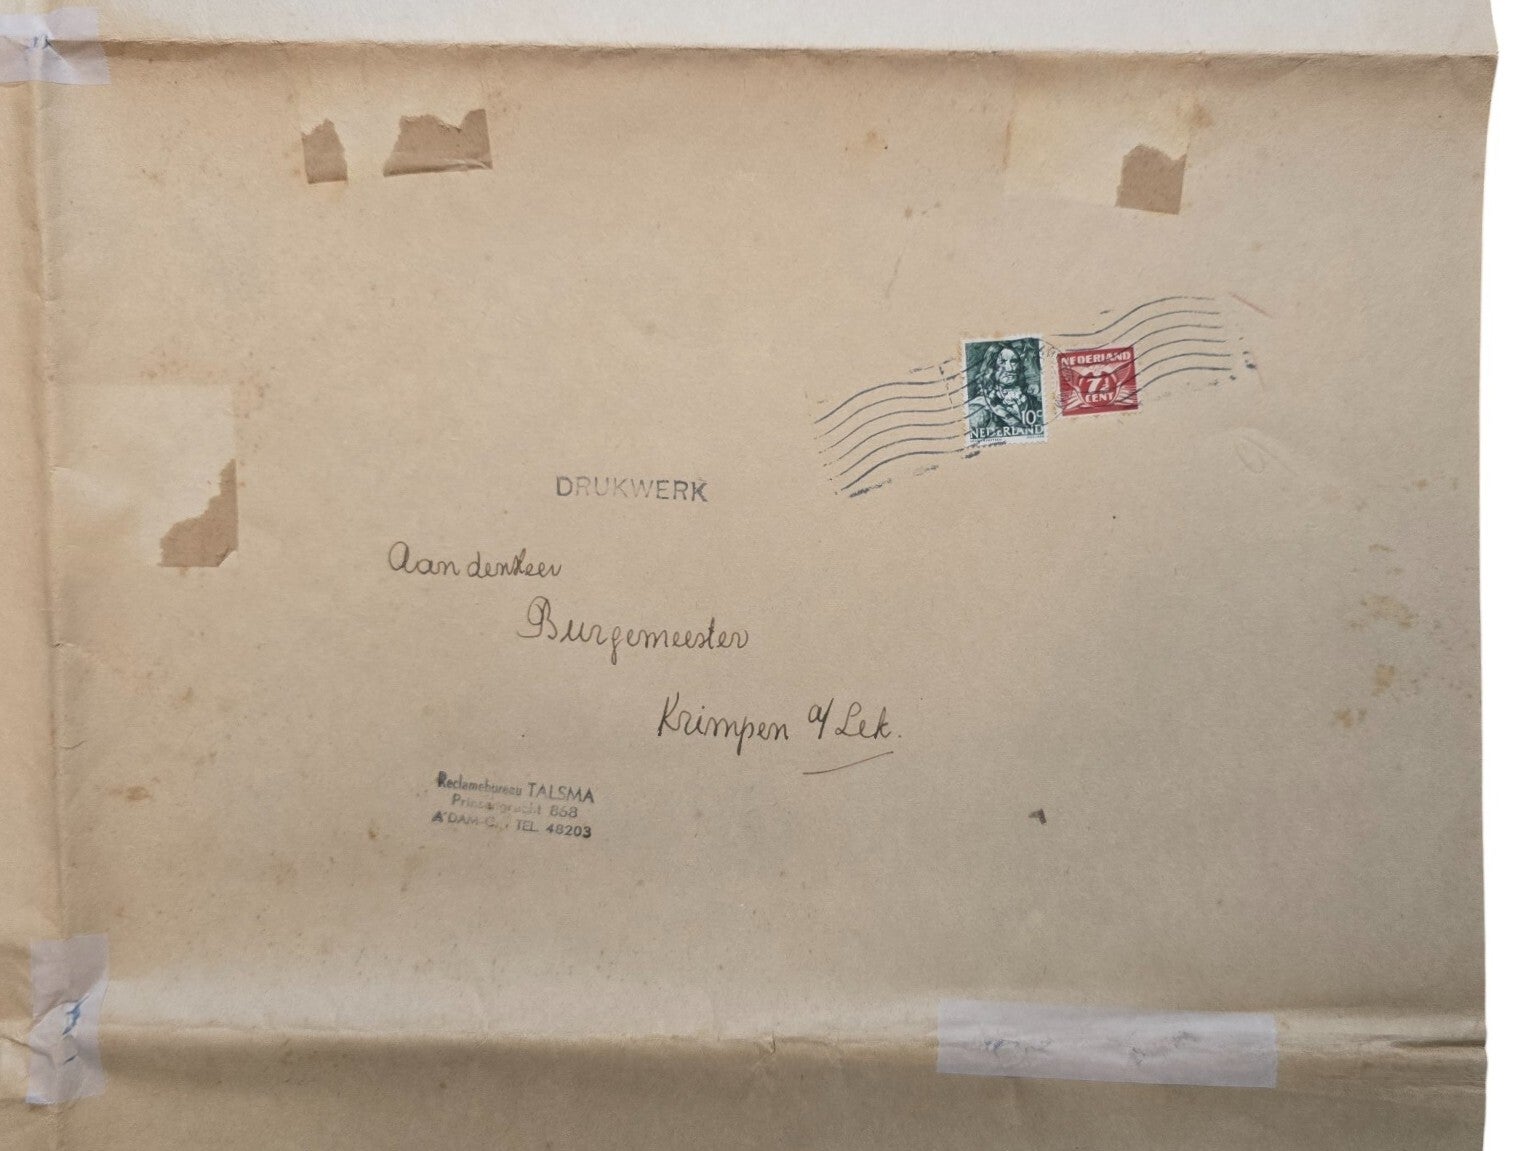 10c
NEDERLAND
NEDERLAND
7½
CENT
DRUKWERK
Aan den Heer
Burgemeester
Krimpen a/Lek.
Reclamebureau TALSMA
Prinsengracht 868
A'DAM-C. TEL. 48203